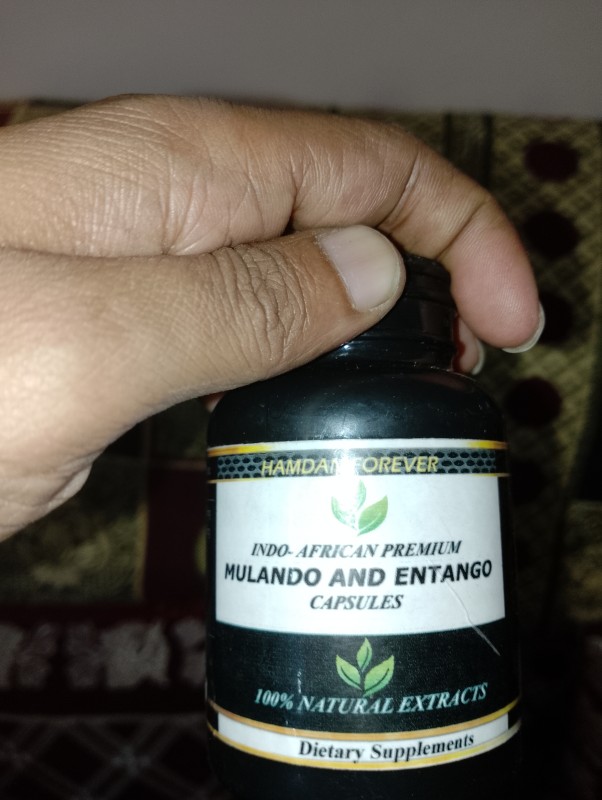 HAMDAN FOREVER
INDO- AFRICAN PREMIUM
MULANDO AND ENTANGO
CAPSULES
100% NATURAL EXTRACTS
Dietary Supplements